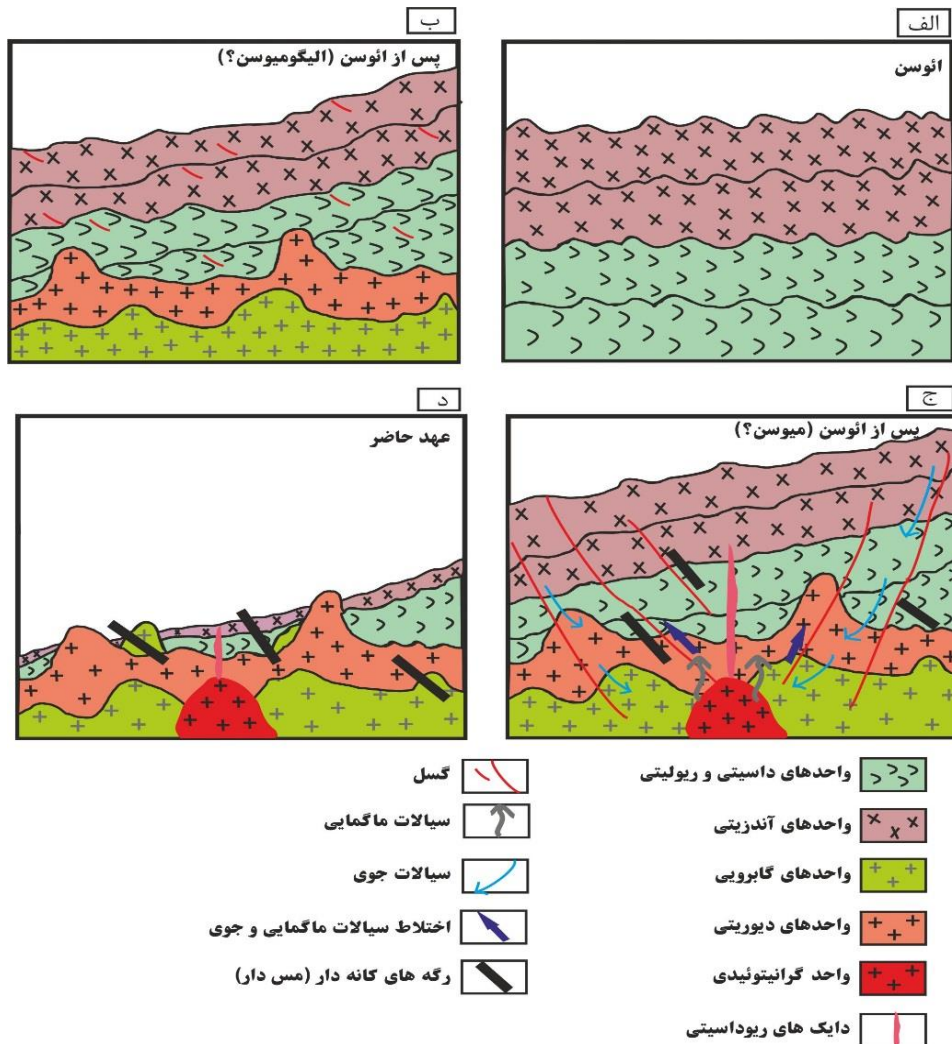 الف
ائوسن
ب
پس از ائوسن (الیگومیوسن؟)
ج
پس از ائوسن (میوسن؟)
د
عهد حاضر
واحدهای داسیتی و ریولیتی
واحدهای آندزیتی
واحدهای گابرویی
واحدهای دیوریتی
واحد گرانیتوئیدی
دایک های ریوداسیتی
گسل
سیالات ماگمایی
سیالات جوی
اختلاط سیالات ماگمایی و جوی
رگه های کانه دار (مس دار)